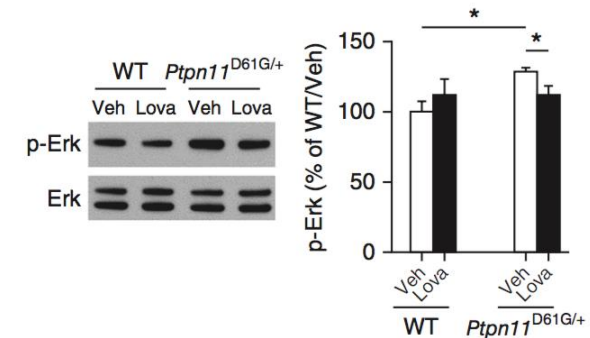 WT Ptpn11D61G/+
Veh Lova Veh Lova
p-Erk
Erk
p-Erk (% of WT/Veh)
150
100
50
0
*
*
Veh Lova Veh Lova
WT Ptpn11D61G/+